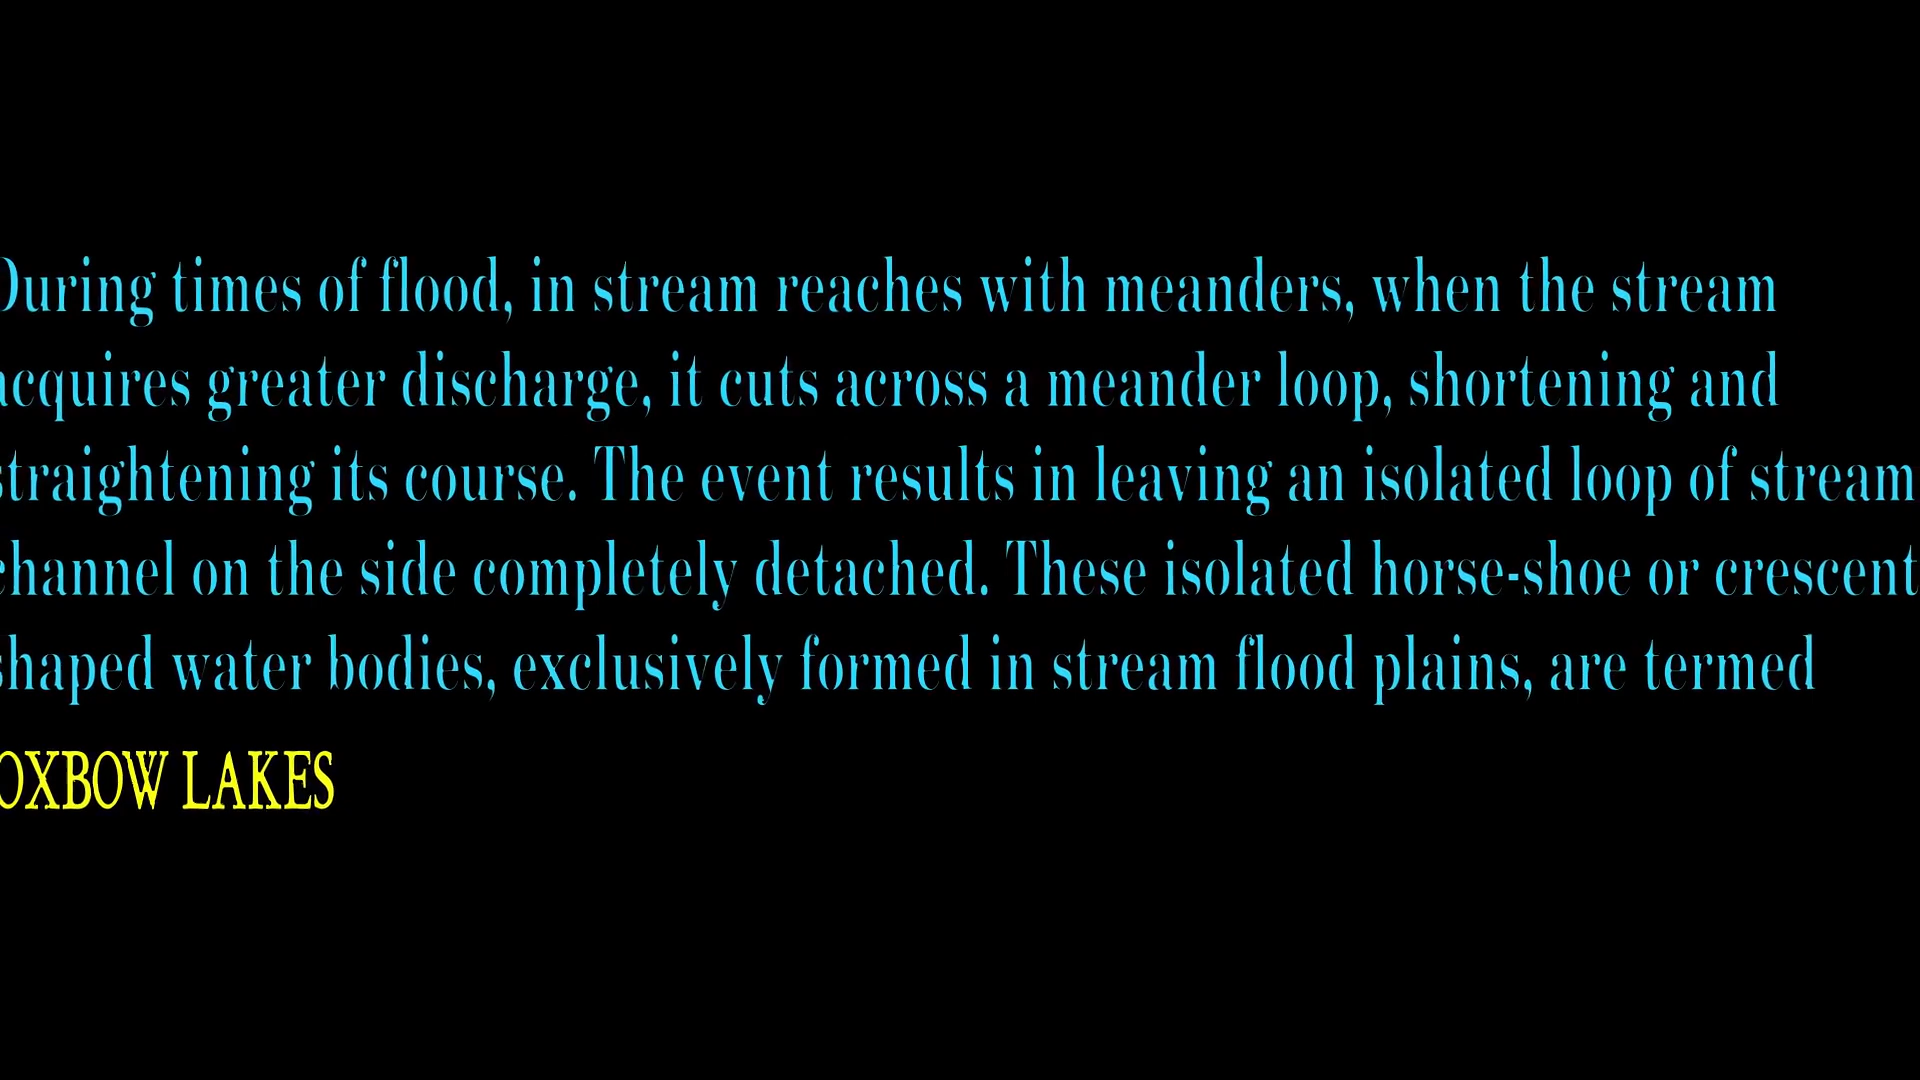 During times of flood, in stream reaches with meanders, when the stream
acquires greater discharge, it cuts across a meander loop, shortening and
straightening its course. The event results in leaving an isolated loop of stream
channel on the side completely detached. These isolated horse-shoe or crescent
shaped water bodies, exclusively formed in stream flood plains, are termed
OXBOW LAKES